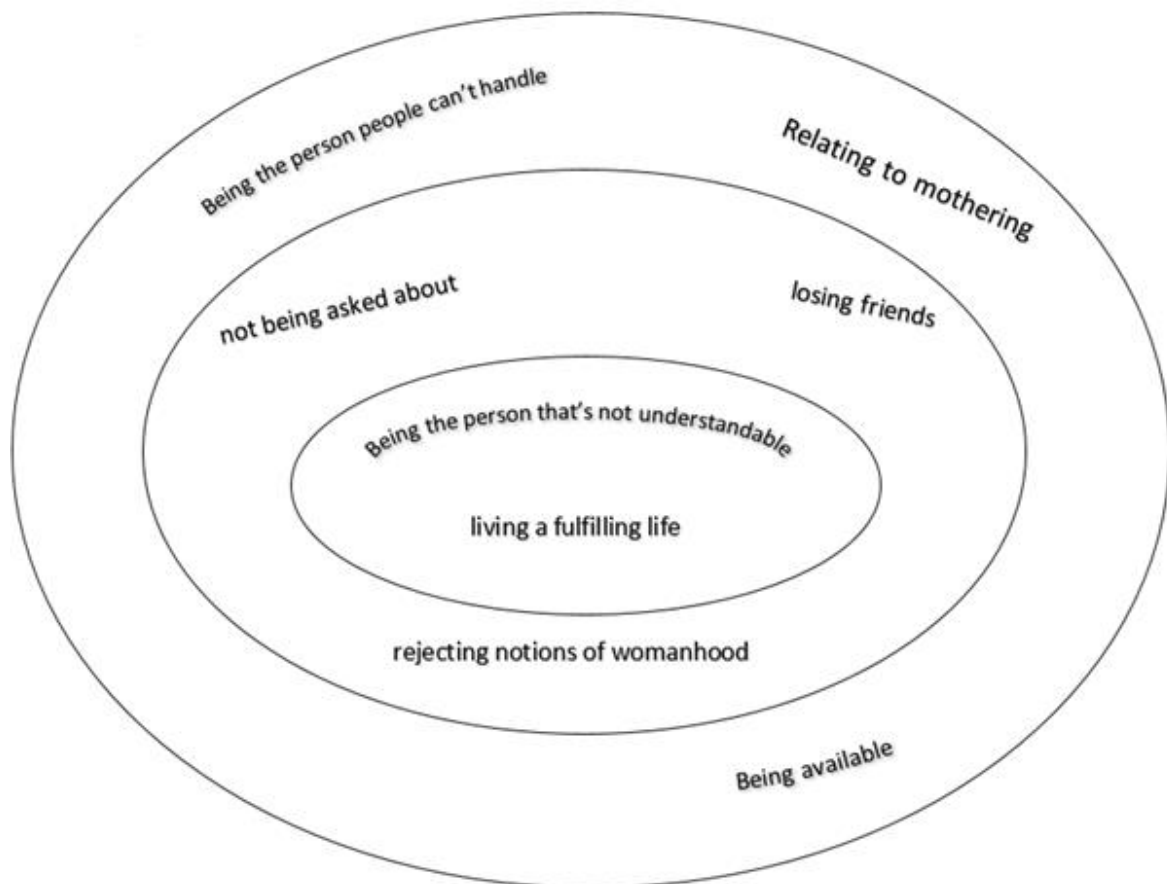 Being the person people can't handle
Relating to mothering
not being asked about
losing friends
Being the person that's not understandable
living a fulfilling life
rejecting notions of womanhood
Being available